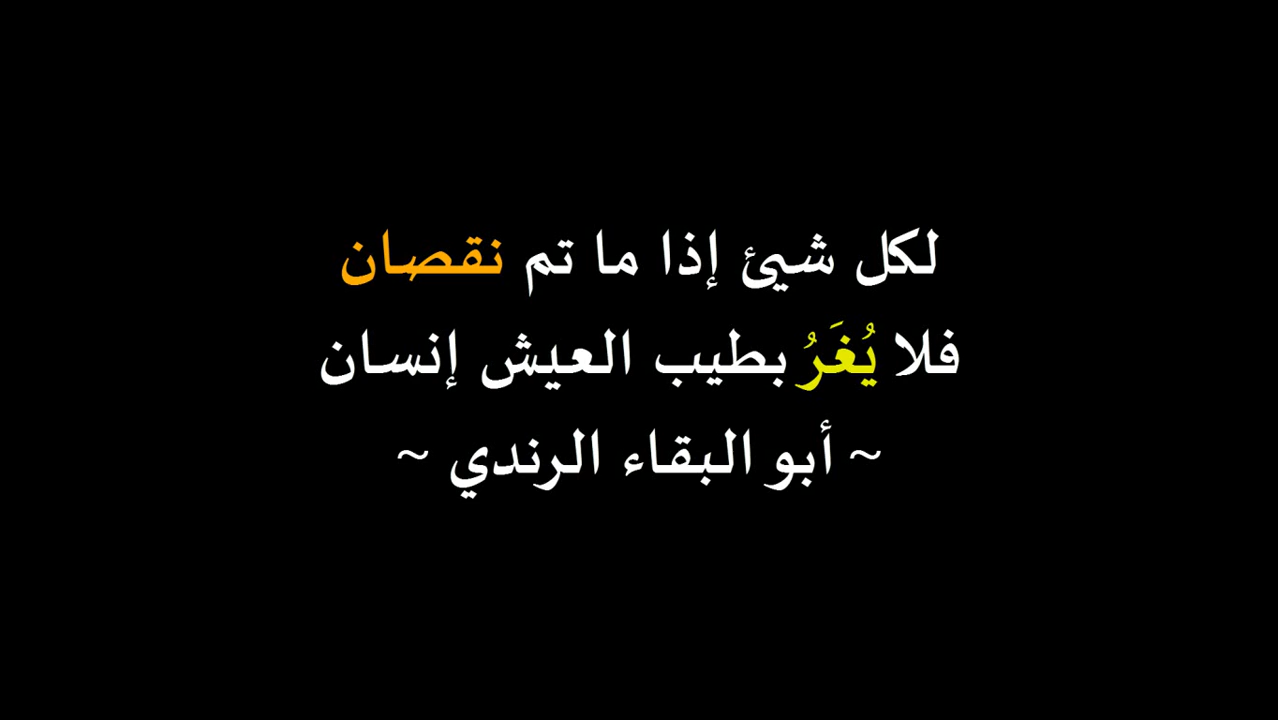 لكل شيئ إذا ما تم نقصان
فلا يُغَرُ بطيب العيش إنسان
~ أبو البقاء الرندي ~